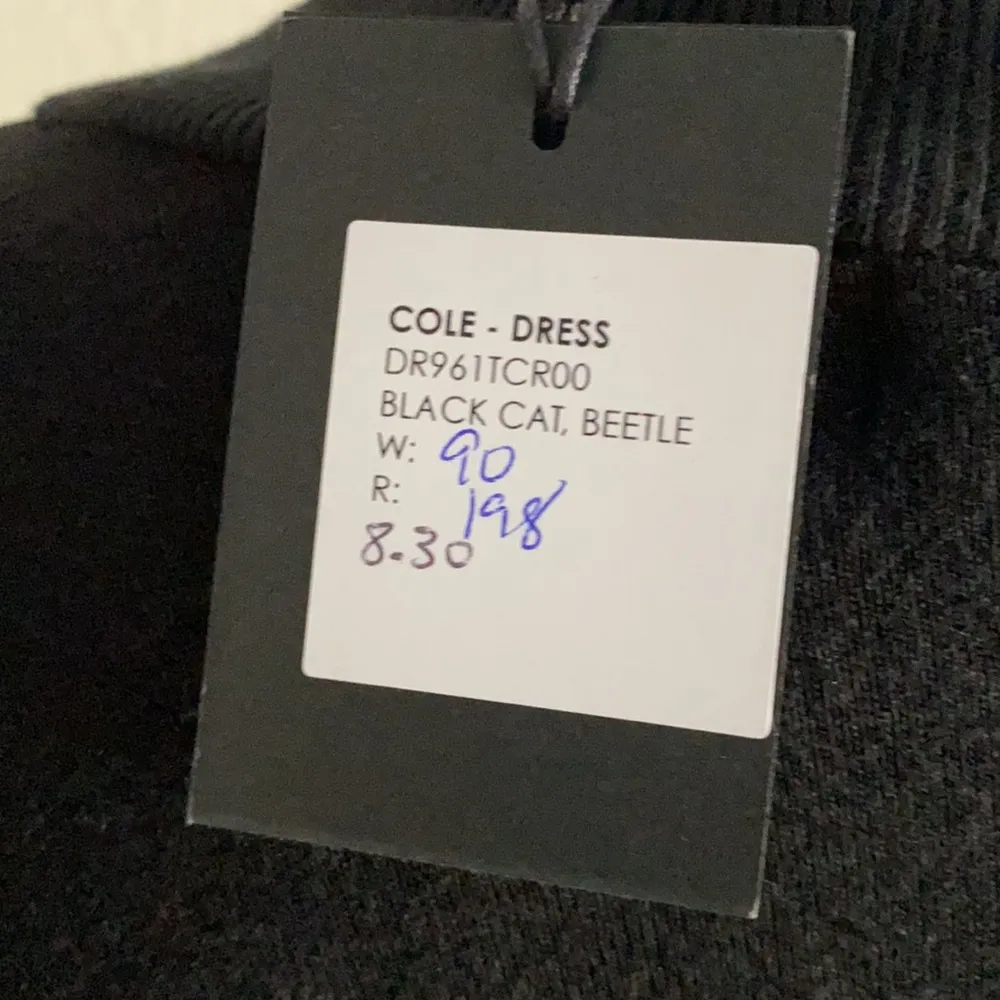 COLE - DRESS
DR961TCR00
BLACK CAT, BEETLE
W: 90
R: 198
8.30